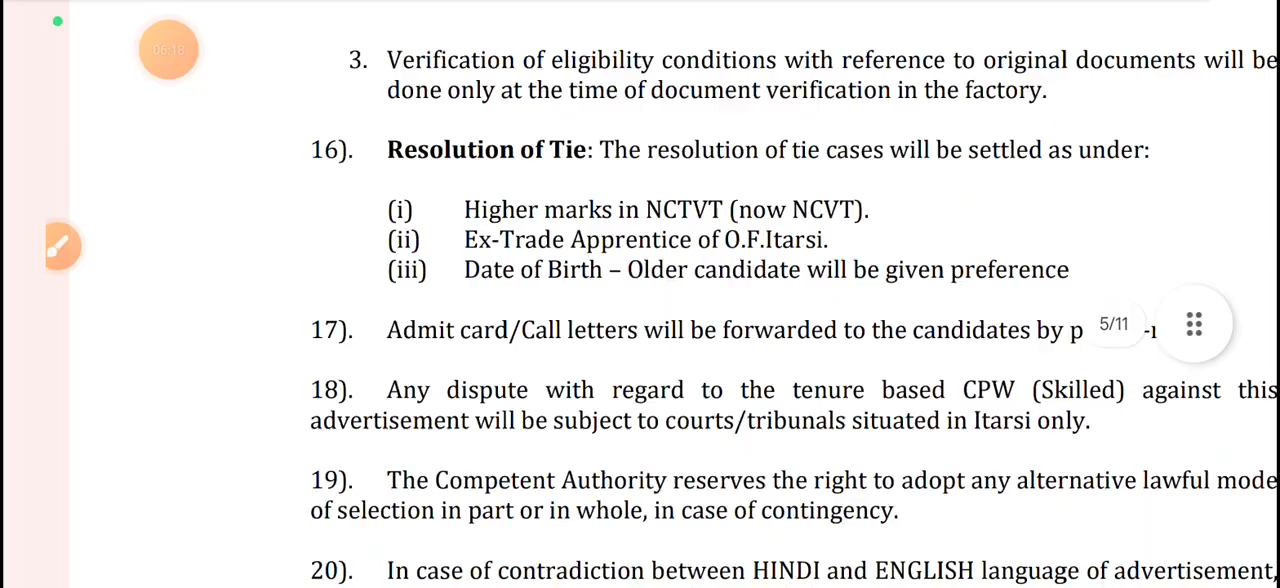 06:18
3. Verification of eligibility conditions with reference to original documents will be
done only at the time of document verification in the factory.
16). Resolution of Tie: The resolution of tie cases will be settled as under:
(i) Higher marks in NCTVT (now NCVT).
(ii) Ex-Trade Apprentice of O.F.Itarsi.
(iii) Date of Birth – Older candidate will be given preference
17). Admit card/Call letters will be forwarded to the candidates by
5/11
18). Any dispute with regard to the tenure based CPW (Skilled) against this
advertisement will be subject to courts/tribunals situated in Itarsi only.
19). The Competent Authority reserves the right to adopt any alternative lawful mode
of selection in part or in whole, in case of contingency.
20). In case of contradiction between HINDI and ENGLISH language of advertisement,